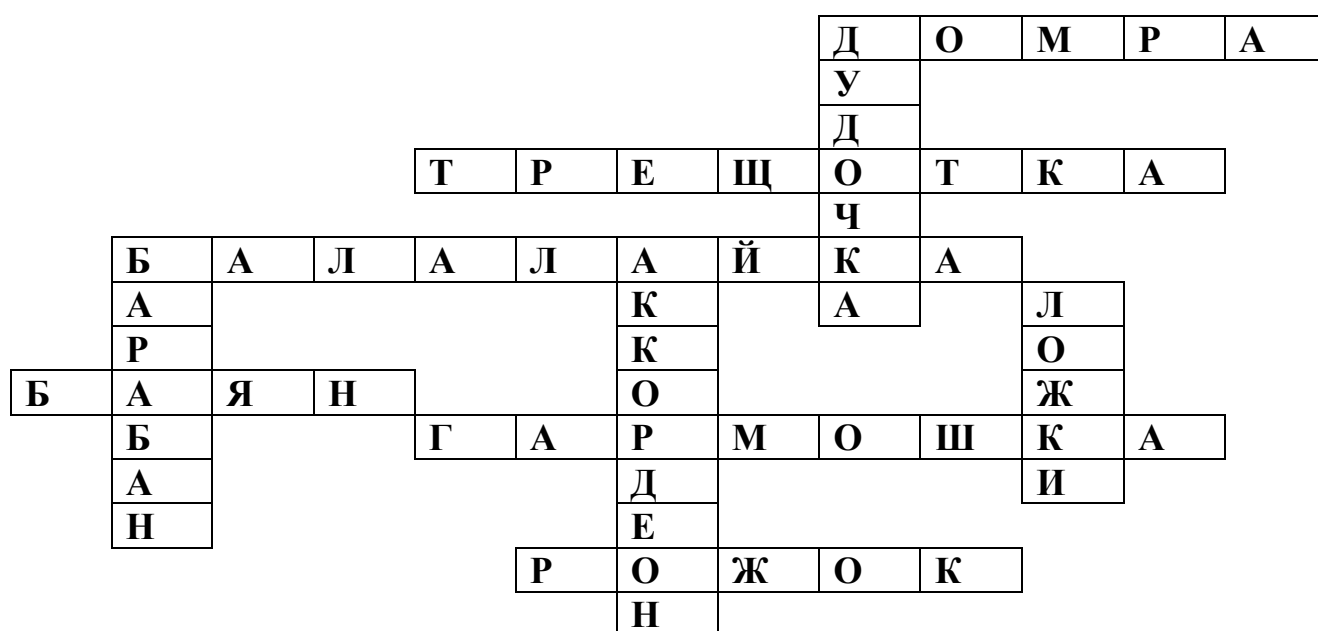 Д О М Р А
У
Д
Т Р Е Щ О Т К А
Ч
Б А Л А Л А Й К А
А К А Л
Р К О
Б А Я Н О Ж
Б Г А Р М О Ш К А
А Д И
Н Е
Р О Ж О К
Н